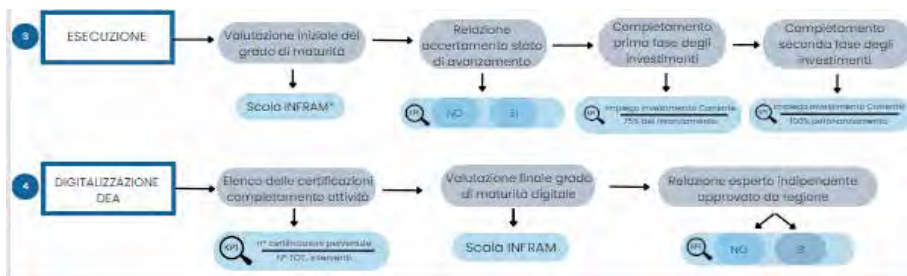 3
ESECUZIONE
Valutazione iniziale del
grado di maturità
Relazione
accertamento stato
di avanzamento
Completamento
prima fase degli
investimenti
Completamento
seconda fase degli
investimenti
Scala INFRAM*
KPI
NO
SI
KPI
Impiego Investimento Corrente
75% del finanziamento
KPI
Impiego Investimento Corrente
100% finanziamento
4
DIGITALIZZAZIONE
DEA
Elenco delle certificazioni
completamento attività
Valutazione finale grado
di maturità digitale
Relazione esperto indipendente
approvato da regione
KPI
n° certificazioni pervenute
N° TOT. interventi
Scala INFRAM
KPI
NO
SI